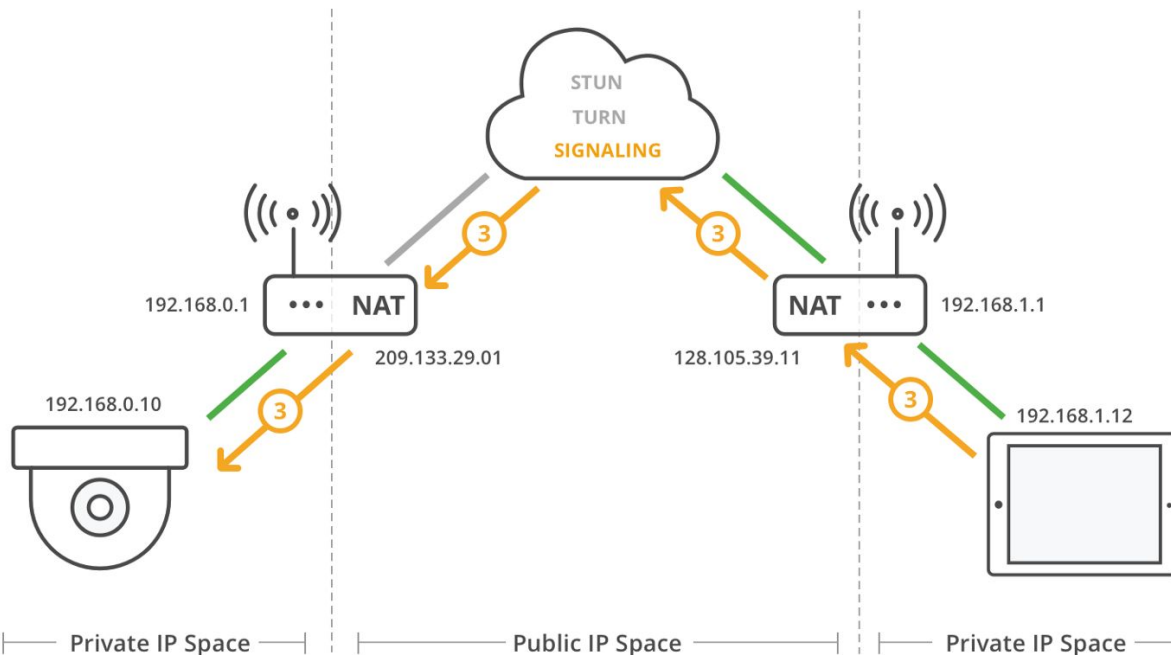 STUN
TURN
SIGNALING
3
3
192.168.0.1
NAT
NAT
192.168.1.1
209.133.29.01
128.105.39.11
3
3
192.168.0.10
192.168.1.12
Private IP Space
Public IP Space
Private IP Space